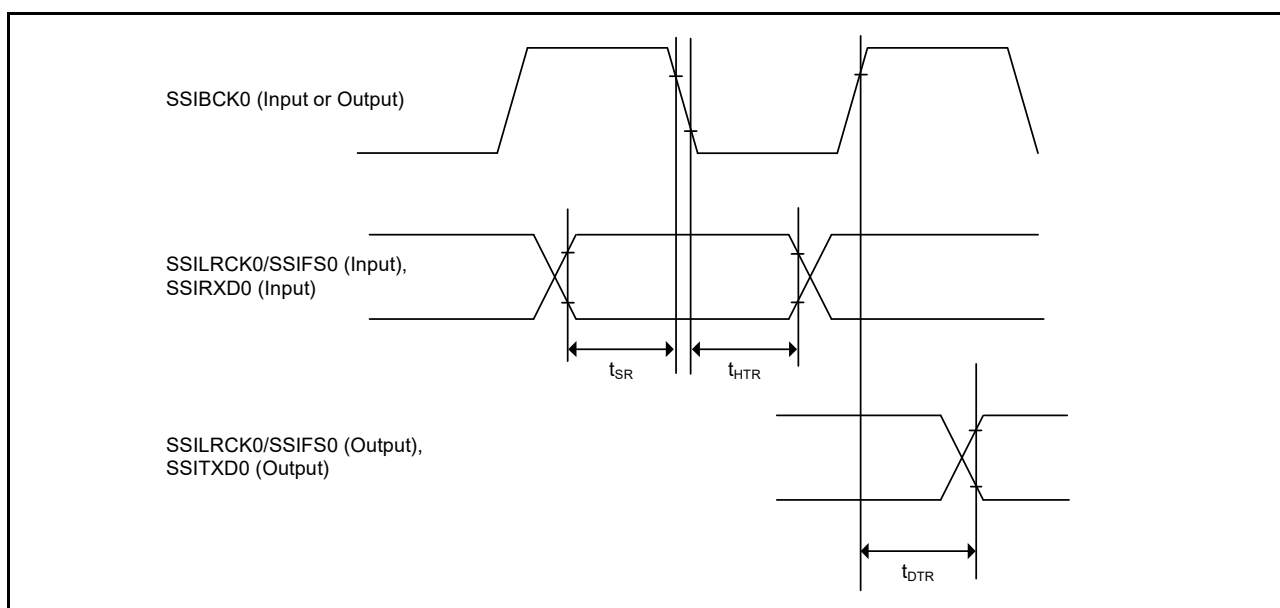 SSIBCK0 (Input or Output)
SSILRCK0/SSIFS0 (Input),
SSIRXD0 (Input)
tSR
tHTR
SSILRCK0/SSIFS0 (Output),
SSITXD0 (Output)
tDTR